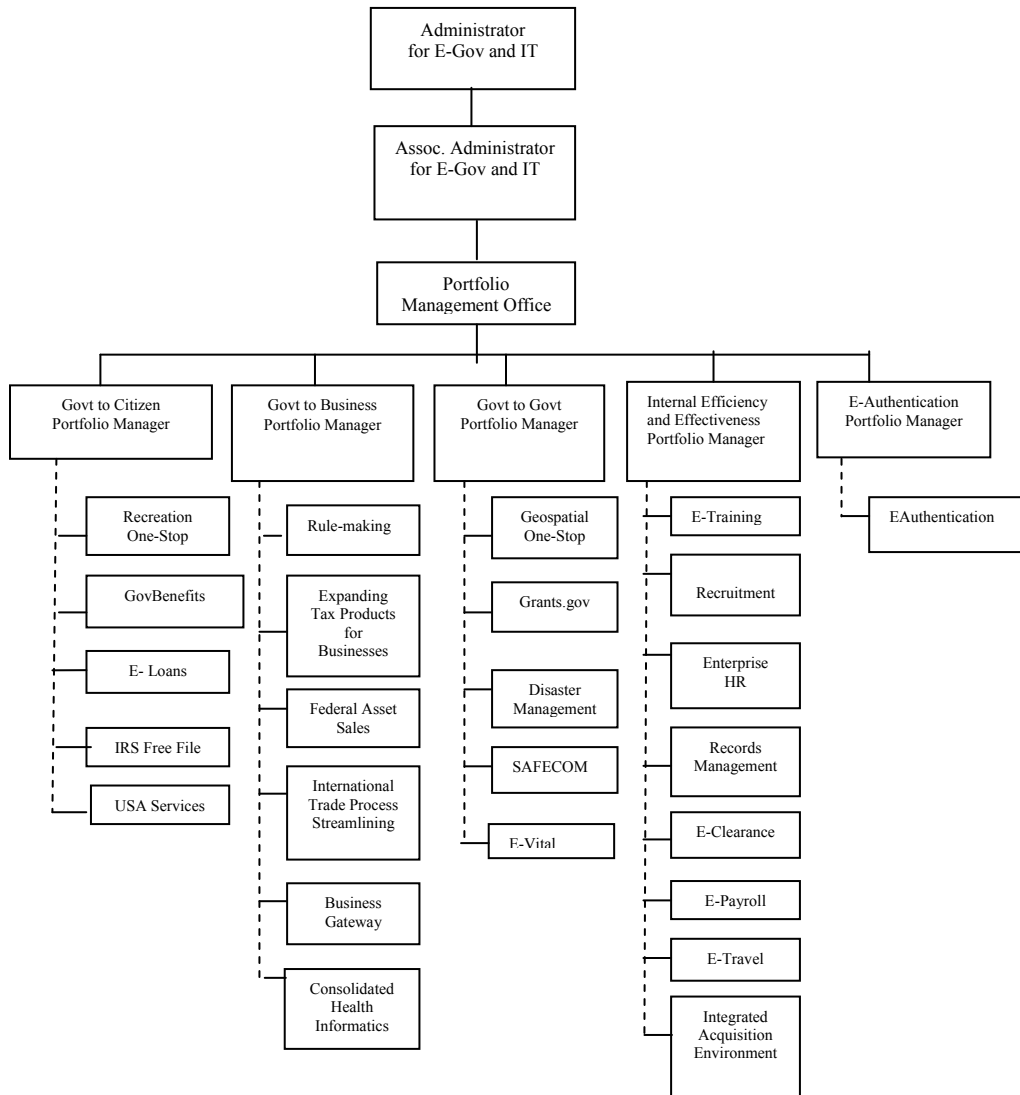 Administrator
for E-Gov and IT
Assoc. Administrator
for E-Gov and IT
Portfolio
Management Office
Govt to Citizen
Portfolio Manager
Govt to Business
Portfolio Manager
Govt to Govt
Portfolio Manager
Internal Efficiency
and Effectiveness
Portfolio Manager
E-Authentication
Portfolio Manager
Recreation
One-Stop
GovBenefits
E- Loans
IRS Free File
USA Services
Rule-making
Expanding
Tax Products
for
Businesses
Federal Asset
Sales
International
Trade Process
Streamlining
Business
Gateway
Consolidated
Health
Informatics
Geospatial
One-Stop
Grants.gov
Disaster
Management
SAFECOM
E-Vital
E-Training
Recruitment
Enterprise
HR
Records
Management
E-Clearance
E-Payroll
E-Travel
Integrated
Acquisition
Environment
EAuthentication